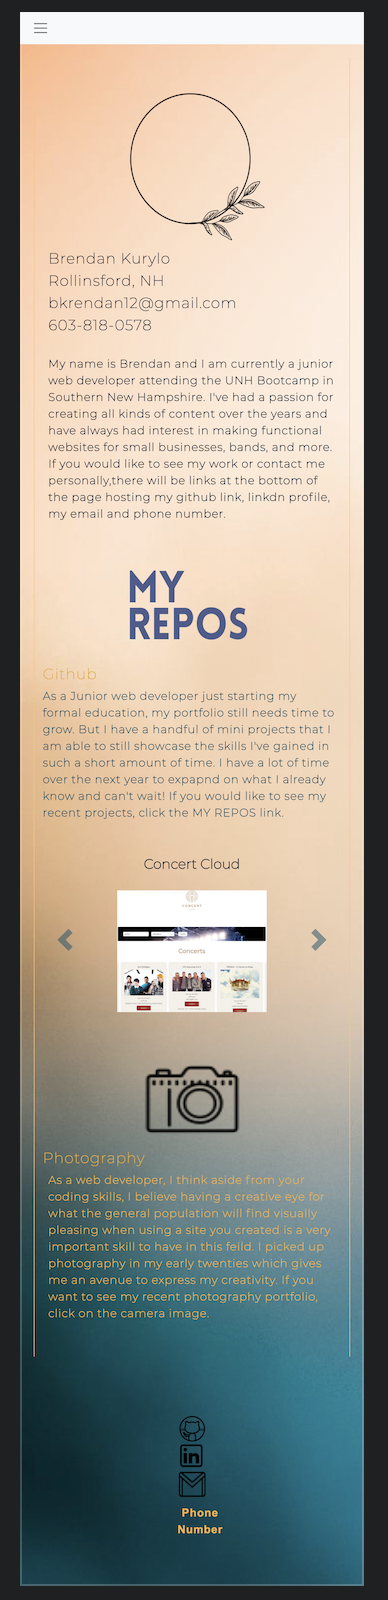 Brendan Kurylo
Rollinsford, NH
bkrendan12@gmail.com
603-818-0578
My name is Brendan and I am currently a junior
web developer attending the UNH Bootcamp in
Southern New Hampshire. I've had a passion for
creating all kinds of content over the years and
have always had interest in making functional
websites for small businesses, bands, and more.
If you would like to see my work or contact me
personally,there will be links at the bottom of
the page hosting my github link, linkdn profile,
my email and phone number.
MY
REPOS
Github
As a Junior web developer just starting my
formal education, my portfolio still needs time to
grow. But I have a handful of mini projects that I
am able to still showcase the skills I've gained in
such a short amount of time. I have a lot of time
over the next year to expapnd on what I already
know and can't wait! If you would like to see my
recent projects, click the MY REPOS link.
Concert Cloud
CONCERT
Concerts
Photography
As a web developer, I think aside from your
coding skills, I believe having a creative eye for
what the general population will find visually
pleasing when using a site you created is a very
important skill to have in this feild. I picked up
photography in my early twenties which gives
me an avenue to express my creativity. If you
want to see my recent photography portfolio,
click on the camera image.
in
Phone
Number